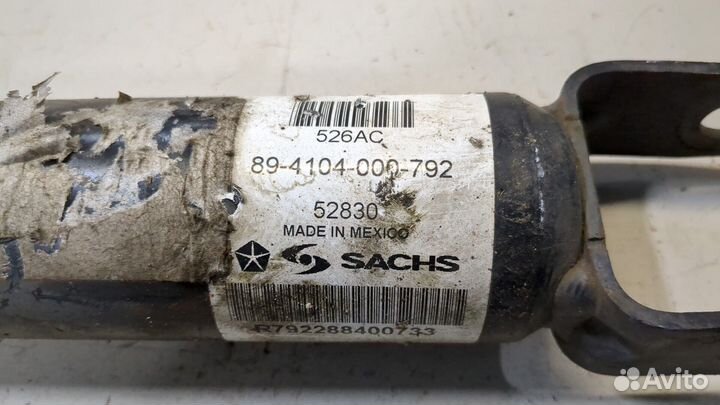 526AC
89-4104-000-792
52830
MADE IN MEXICO
SACHS
R792288400733
Avito